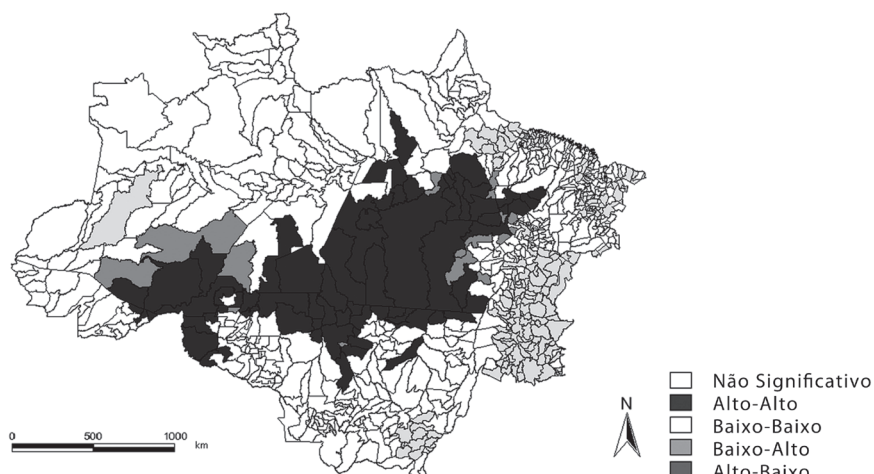 N
0 500 1000 km
Não Significativo
Alto-Alto
Baixo-Baixo
Baixo-Alto
Alto-Baixo